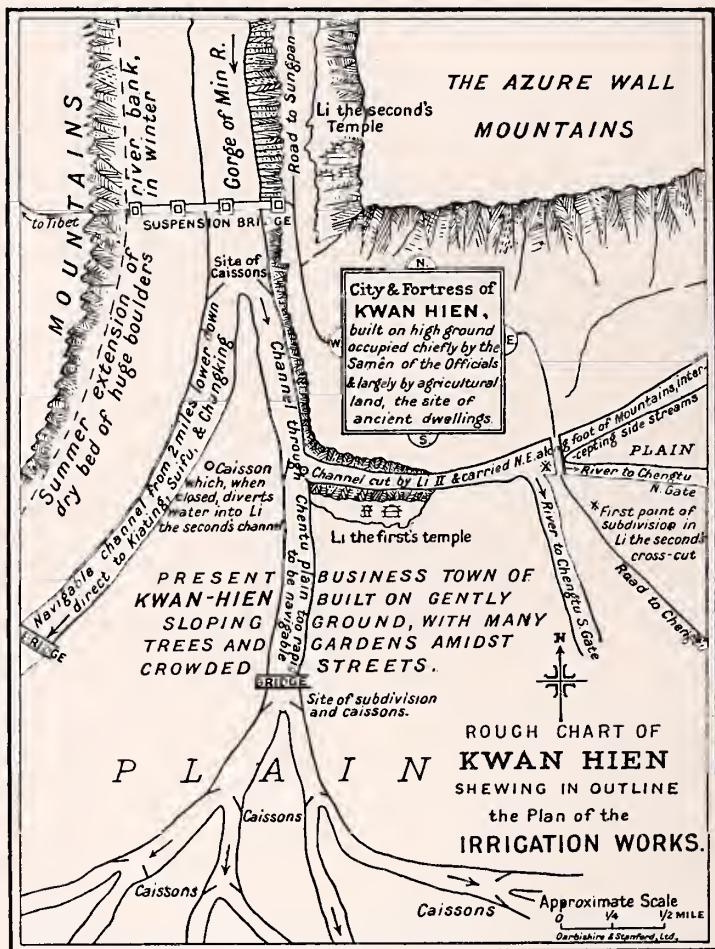 MOUNTAINS
river bank,
in winter
Gorge of Min R.
Road to Sungpan
Li the second's
Temple
THE AZURE WALL
MOUNTAINS
to Tibet
SUSPENSION BRIDGE
Summer extension of
dry bed of huge boulders
Site of
Caissons
N.
W
E
S
City & Fortress of
KWAN HIEN,
built on high ground
occupied chiefly by the
Samên of the Officials
& largely by agricultural
land, the site of
ancient dwellings.
Navigable channel from 2 miles lower down
direct to Kiating, Suifu, & Chungking
BRIDGE
Channel through Chentu plain too rapid
to be navigable
Caisson
which, when
closed, diverts
water into Li
the second's channel
Channel cut by Li II & carried N.E. along foot of Mountains, inter-
cepting side streams
Li the first's temple
PLAIN
River to Chengtu
N. Gate
* First point of
subdivision in
Li the second's
cross-cut
River to Chengtu S. Gate
Road to Chengtu
PRESENT BUSINESS TOWN OF
KWAN-HIEN BUILT ON GENTLY
SLOPING GROUND, WITH MANY
TREES AND GARDENS AMIDST
CROWDED STREETS.
BRIDGE
Site of subdivision
and caissons.
N
PLAIN
ROUGH CHART OF
KWAN HIEN
SHEWING IN OUTLINE
the Plan of the
IRRIGATION WORKS.
Caissons
Caissons
Caissons
Approximate Scale
0 1/4 1/2 MILE
Darbishire & Stanford, Ltd.